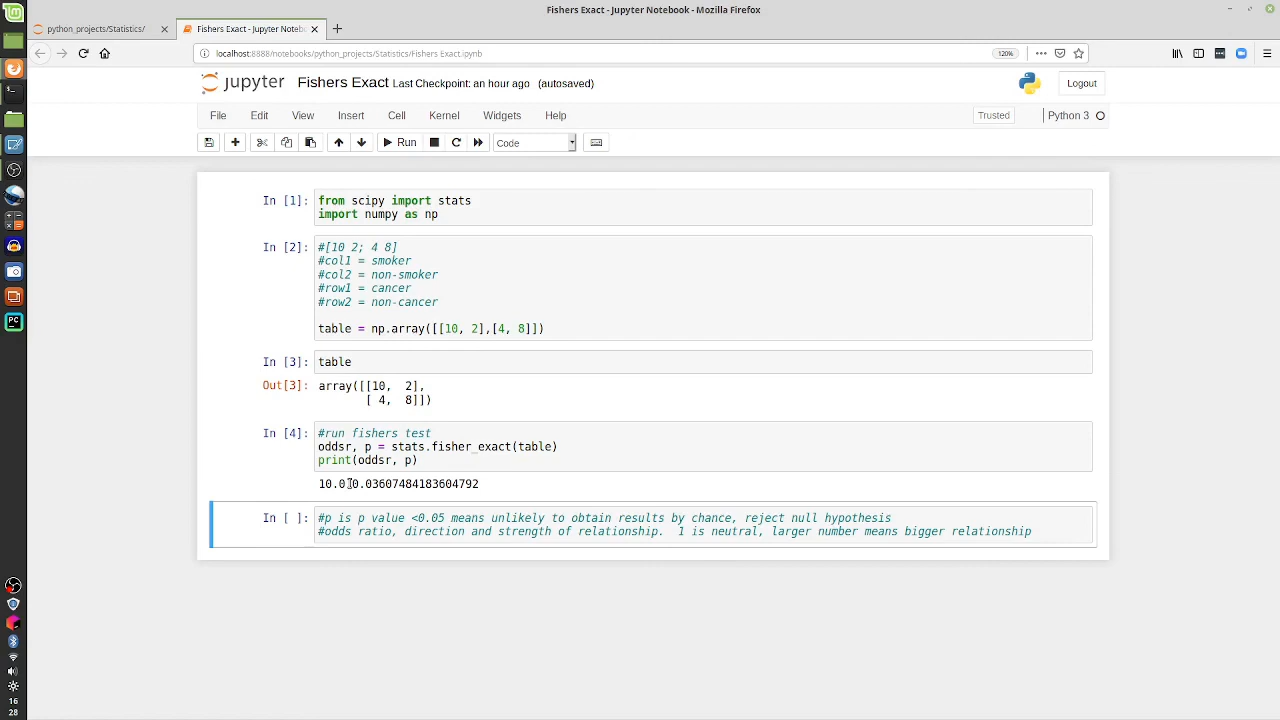 Fishers Exact - Jupyter Notebook - Mozilla Firefox
python_projects/Statistics/
Fishers Exact - Jupyter Noteb
localhost:8888/notebooks/python_projects/Statistics/Fishers Exact.ipynb
120%
jupyter Fishers Exact Last Checkpoint: an hour ago (autosaved)
Logout
File Edit View Insert Cell Kernel Widgets Help
Trusted
Python 3
Run
Code
In [1]: from scipy import stats
import numpy as np
In [2]: #[10 2; 4 8]
#col1 = smoker
#col2 = non-smoker
#row1 = cancer
#row2 = non-cancer
table = np.array([[10, 2],[4, 8]])
In [3]: table
Out[3]: array([[10,  2],
[ 4,  8]])
In [4]: #run fishers test
oddsr, p = stats.fisher_exact(table)
print(oddsr, p)
10.0 0.03607484183604792
In [ ]: #p is p value <0.05 means unlikely to obtain results by chance, reject null hypothesis
#odds ratio, direction and strength of relationship.  1 is neutral, larger number means bigger relationship
PC
16
28